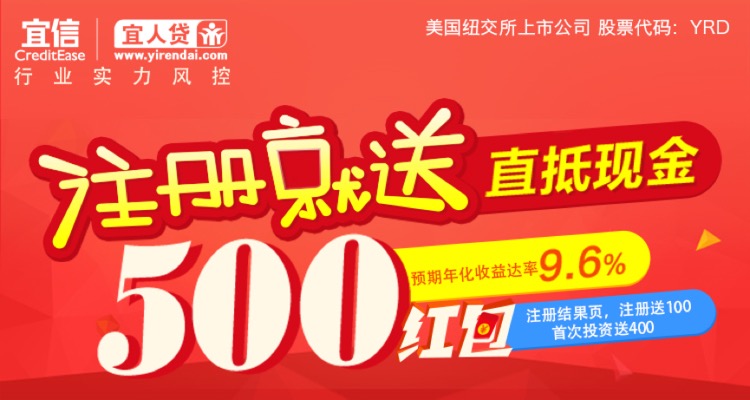 宜信
CreditEase
宜人贷
www.yirendai.com
行业实力风控
美国纽交所上市公司 股票代码：YRD
注册就送
直抵现金
500
红包
预期年化收益达率9.6%
注册结果页，注册送100
首次投资送400